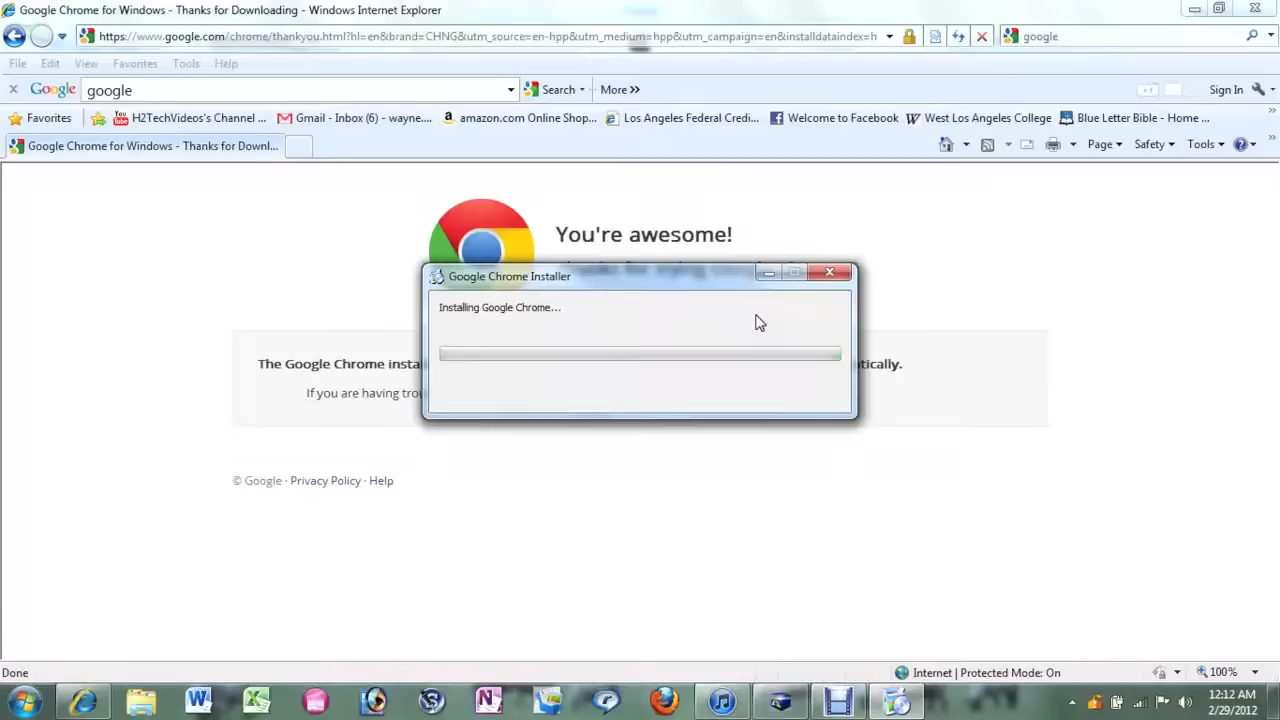 Google Chrome for Windows - Thanks for Downloading - Windows Internet Explorer
https://www.google.com/chrome/thankyou.html?hl=en&brand=CHNG&utm_source=en-hpp&utm_medium=hpp&utm_campaign=en&installdataindex=h
google
File Edit View Favorites Tools Help
x Google google Search More >> Sign In
Favorites
You Tube H2TechVideos's Channel ...
Gmail - Inbox (6) - wayne....
amazon.com Online Shop...
Los Angeles Federal Credi...
Welcome to Facebook
West Los Angeles College
Blue Letter Bible - Home ...
Google Chrome for Windows - Thanks for Downl...
Page Safety Tools
You're awesome!
Google Chrome Installer
Installing Google Chrome...
The Google Chrome insta
tically.
If you are having trou
© Google · Privacy Policy · Help
Done
Internet | Protected Mode: On
100%
12:12 AM
2/29/2012